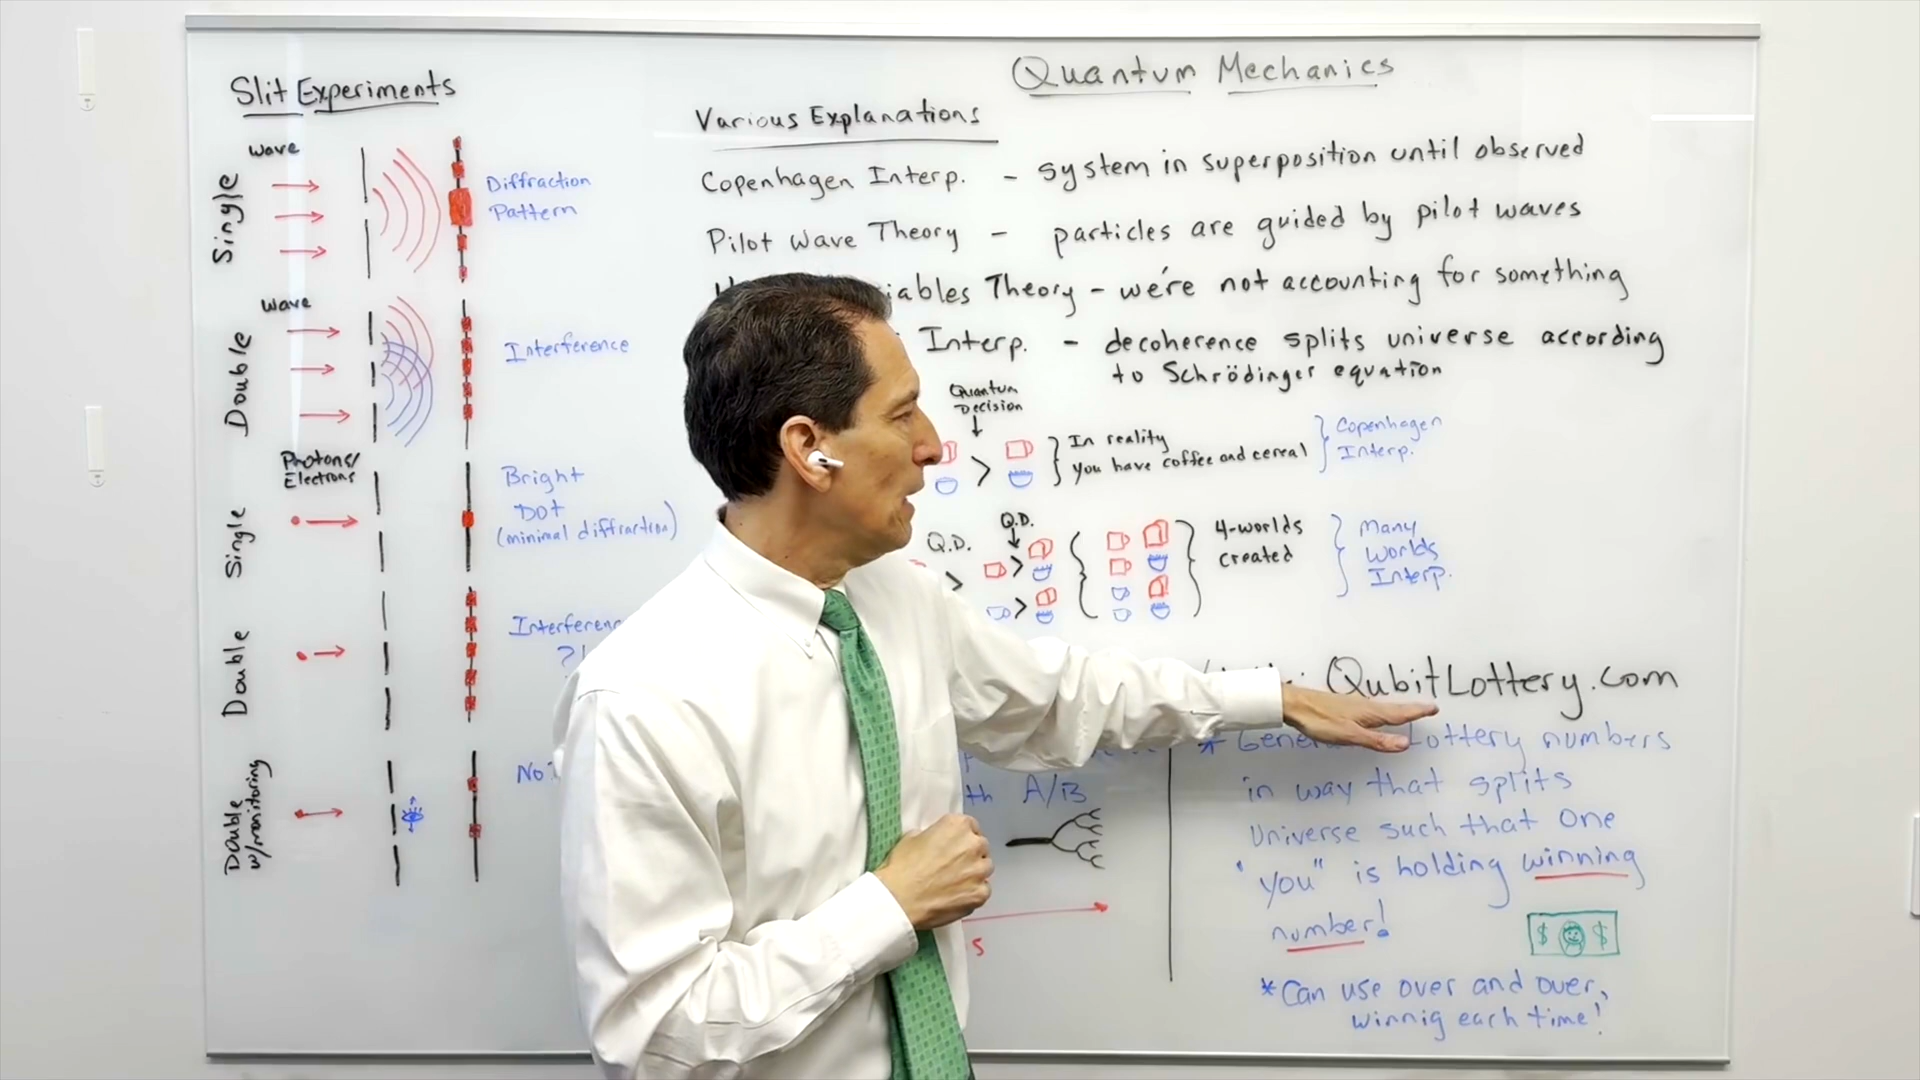 Quantum Mechanics
Slit Experiments
wave
Single
Diffraction
Pattern
wave
Double
Interference
Photons/
Electrons
Single
Bright
Dot
(minimal diffraction)
Double
Interferenc
?!
Double
w/monitoring
No
Various Explanations
Copenhagen Interp. - system in superposition until observed
Pilot Wave Theory - particles are guided by pilot waves
iables Theory - we're not accounting for something
Interp. - decoherence splits universe according
to Schrödinger equation
Quantum
Decision
In reality
you have coffee and cereal
Copenhagen
Interp.
Q.D.
Q.D.
4-worlds
created
Many
Worlds
Interp.
QubitLottery.com
* Gene Lottery numbers
in way that splits
Universe such that one
"you" is holding winning
number!
$ $
* Can use over and over,
winnig each time!
th A/B
S